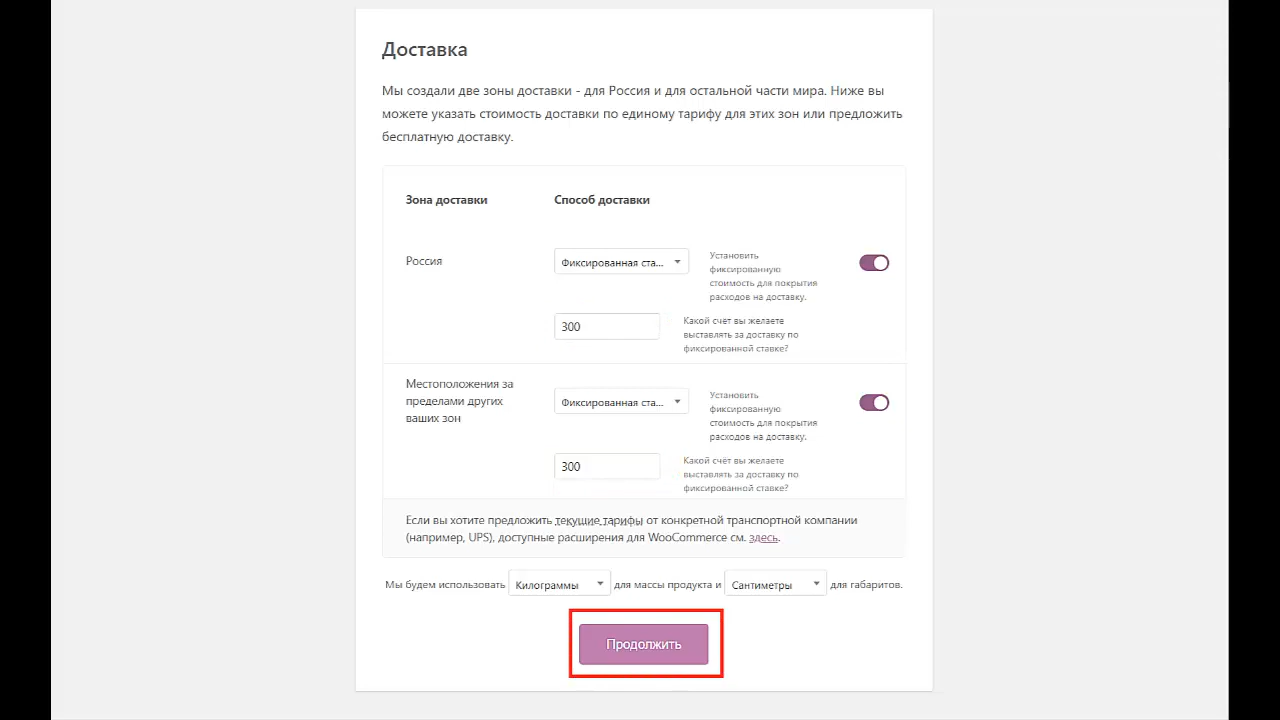 Доставка
Мы создали две зоны доставки - для Россия и для остальной части мира. Ниже вы
можете указать стоимость доставки по единому тарифу для этих зон или предложить
бесплатную доставку.
Зона доставки
Способ доставки
Россия
Фиксированная ста...
Установить
фиксированную
стоимость для покрытия
расходов на доставку.
300
Какой счёт вы желаете
выставлять за доставку по
фиксированной ставке?
Местоположения за
пределами других
ваших зон
Фиксированная ста...
Установить
фиксированную
стоимость для покрытия
расходов на доставку.
300
Какой счёт вы желаете
выставлять за доставку по
фиксированной ставке?
Если вы хотите предложить текущие тарифы от конкретной транспортной компании
(например, UPS), доступные расширения для WooCommerce см. здесь.
Мы будем использовать Килограммы для массы продукта и Сантиметры для габаритов.
Продолжить